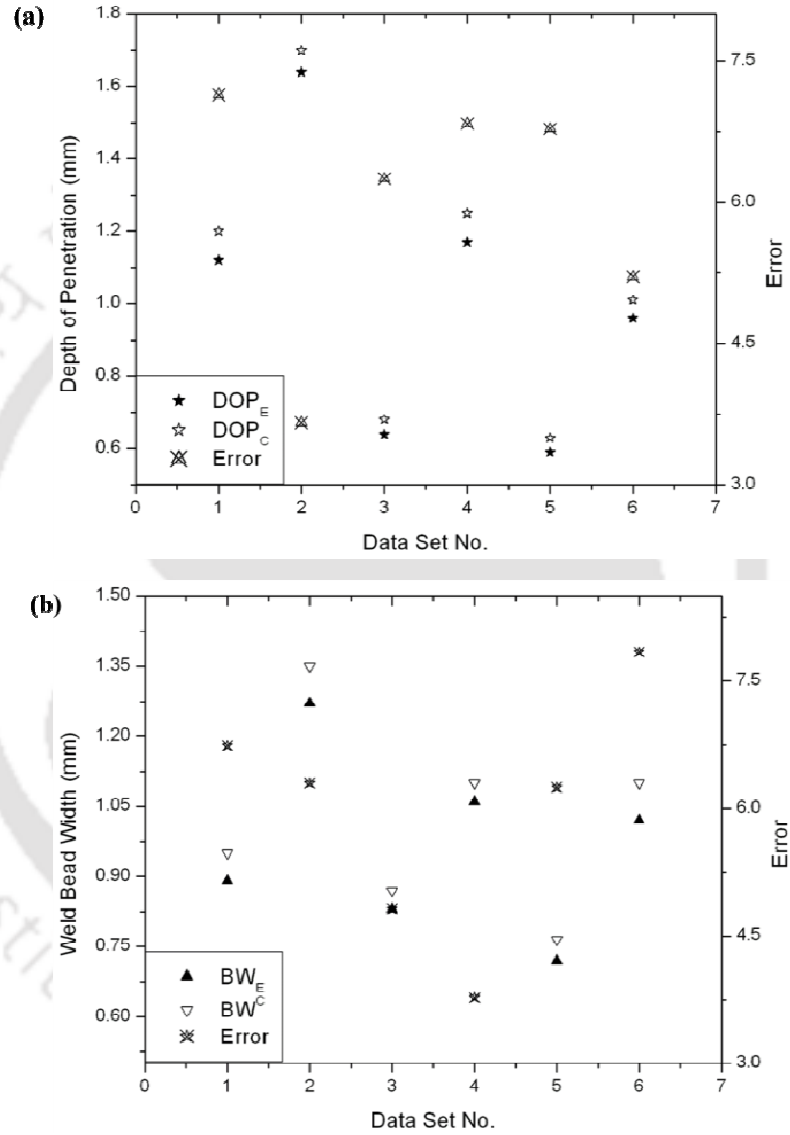 (a)
1.8
1.6
1.4
1.2
1.0
0.8
0.6
Depth of Penetration (mm)
7.5
6.0
4.5
3.0
Error
DOP_E
DOP_C
Error
0 1 2 3 4 5 6 7
Data Set No.
(b)
1.50
1.35
1.20
1.05
0.90
0.75
0.60
Weld Bead Width (mm)
7.5
6.0
4.5
3.0
Error
BW_E
BW^C
Error
0 1 2 3 4 5 6 7
Data Set No.